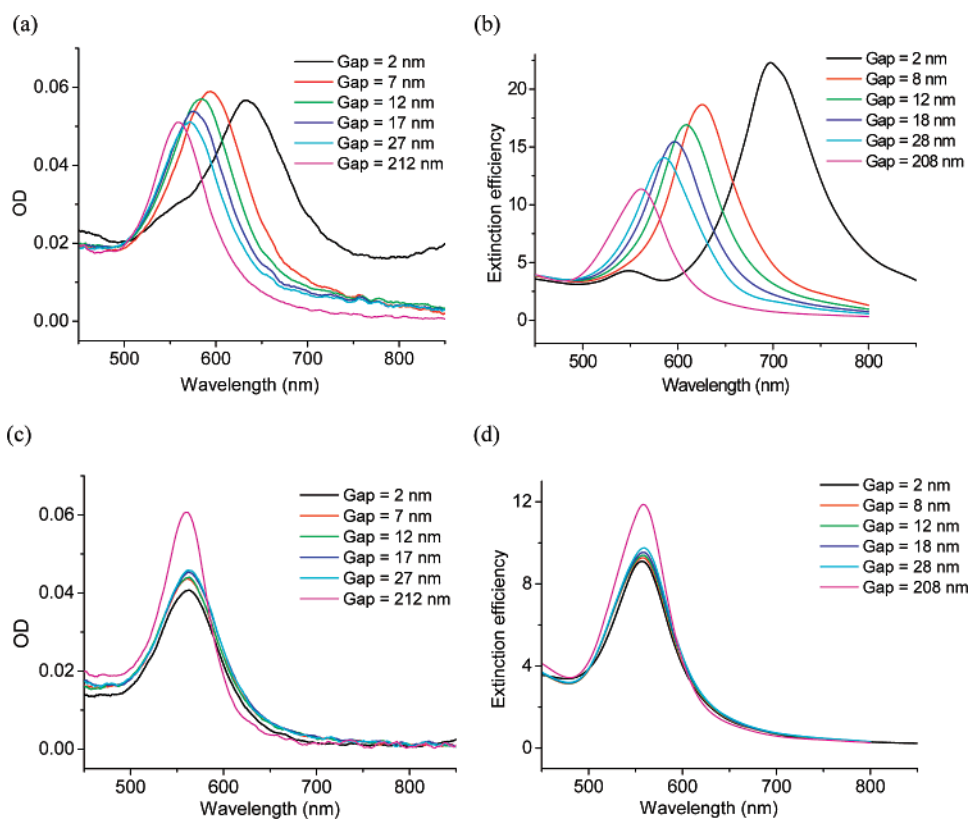 (a)
Gap = 2 nm
Gap = 7 nm
Gap = 12 nm
Gap = 17 nm
Gap = 27 nm
Gap = 212 nm
0.06
0.04
0.02
0.00
OD
500 600 700 800
Wavelength (nm)
(b)
Gap = 2 nm
Gap = 8 nm
Gap = 12 nm
Gap = 18 nm
Gap = 28 nm
Gap = 208 nm
20
15
10
5
0
Extinction efficiency
500 600 700 800
Wavelength (nm)
(c)
Gap = 2 nm
Gap = 7 nm
Gap = 12 nm
Gap = 17 nm
Gap = 27 nm
Gap = 212 nm
0.06
0.04
0.02
0.00
OD
500 600 700 800
Wavelength (nm)
(d)
Gap = 2 nm
Gap = 8 nm
Gap = 12 nm
Gap = 18 nm
Gap = 28 nm
Gap = 208 nm
12
8
4
0
Extinction efficiency
500 600 700 800
Wavelength (nm)